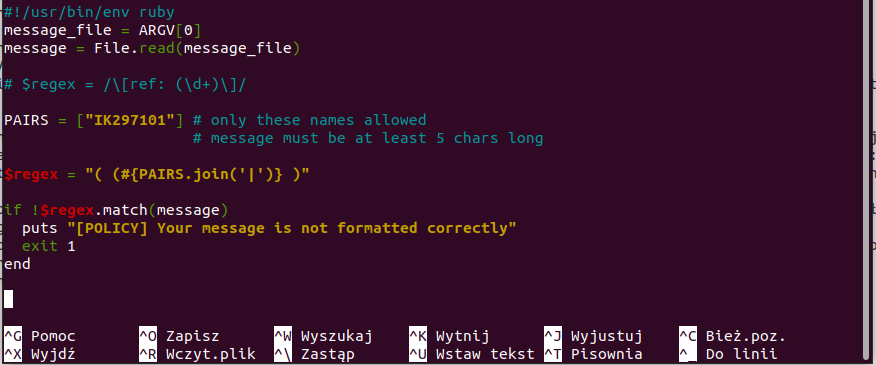 #!/usr/bin/env ruby
message_file = ARGV[0]
message = File.read(message_file)
# $regex = /\[ref: (\d+)\]/
PAIRS = ["IK297101"] # only these names allowed
# message must be at least 5 chars long
$regex = "( (#{PAIRS.join('|')} )"
if !$regex.match(message)
puts "[POLICY] Your message is not formatted correctly"
exit 1
end
^G Pomoc ^O Zapisz ^W Wyszukaj ^K Wytnij ^J Wyjustuj ^C Bież.poz.
^X Wyjdź ^R Wczyt.plik ^\ Zastąp ^U Wstaw tekst ^T Pisownia ^_ Do linii